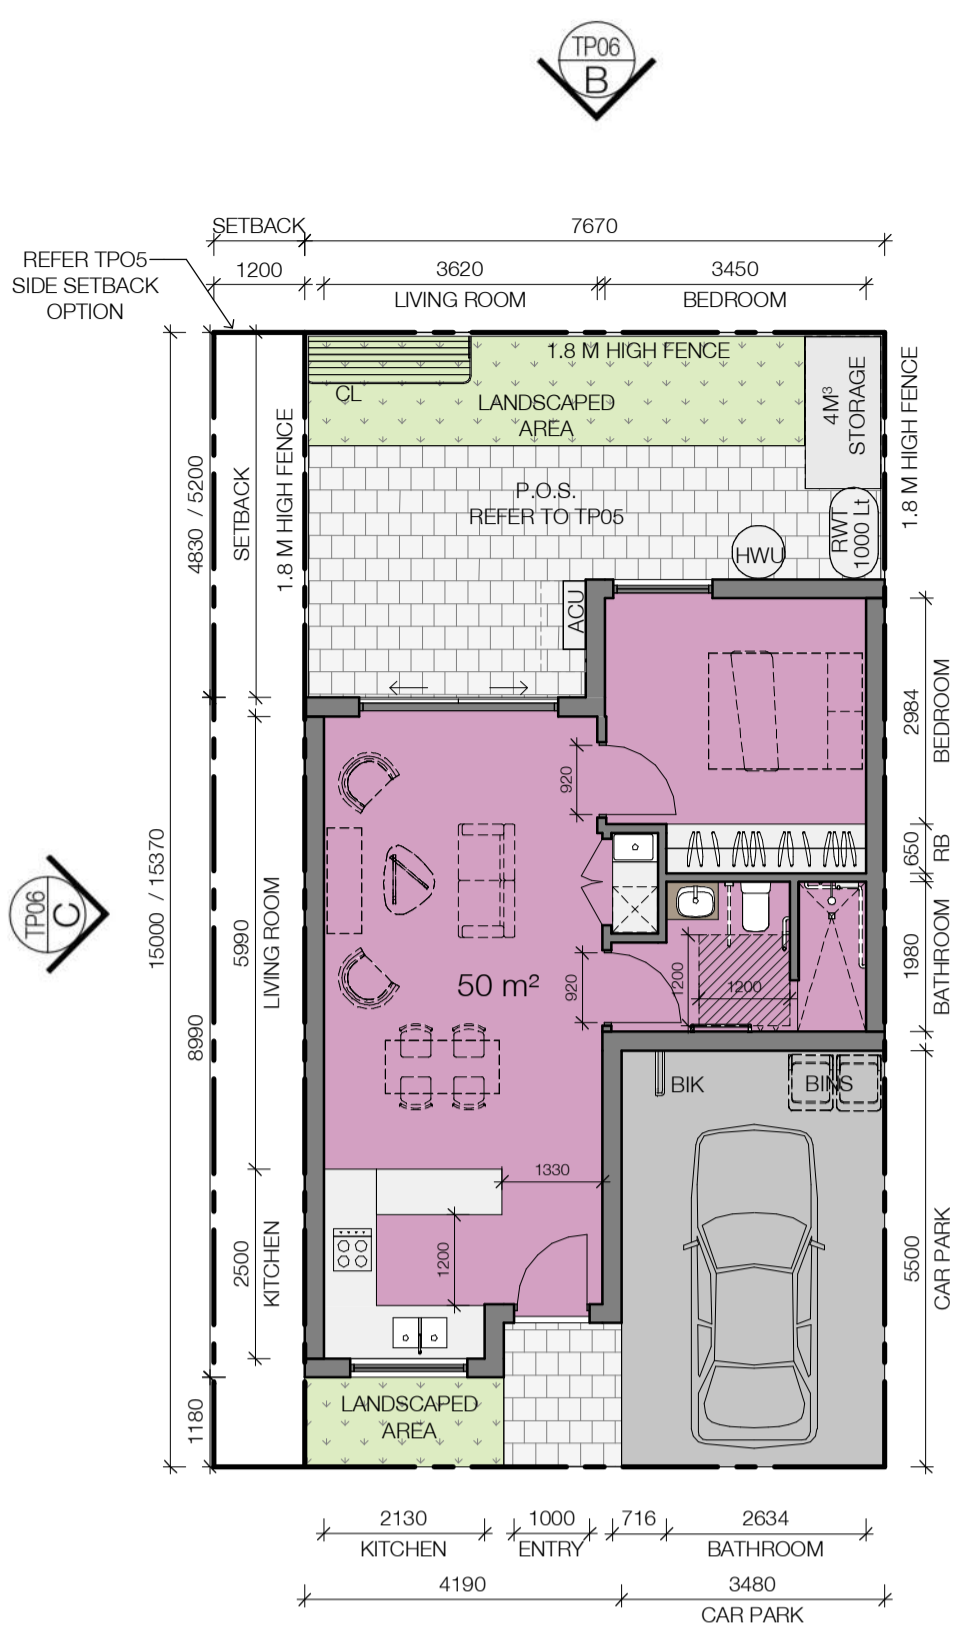 TP06
B
SETBACK
7670
REFER TPO5
SIDE SETBACK
OPTION
1200
3620
3450
LIVING ROOM
BEDROOM
1.8 M HIGH FENCE
CL
LANDSCAPED
AREA
4M³
STORAGE
1.8 M HIGH FENCE
1.8 M HIGH FENCE
4830 / 5200
SETBACK
P.O.S.
REFER TO TP05
RWT
1000 Lt
HWU
ACU
2984
BEDROOM
920
650
RB
TP06
C
15000 / 15370
5990
LIVING ROOM
50 m²
920
1200
1200
1980
BATHROOM
8990
BIK
BINS
1330
2500
KITCHEN
1200
5500
CAR PARK
1180
LANDSCAPED
AREA
2130
1000
716
2634
KITCHEN
ENTRY
BATHROOM
4190
3480
CAR PARK